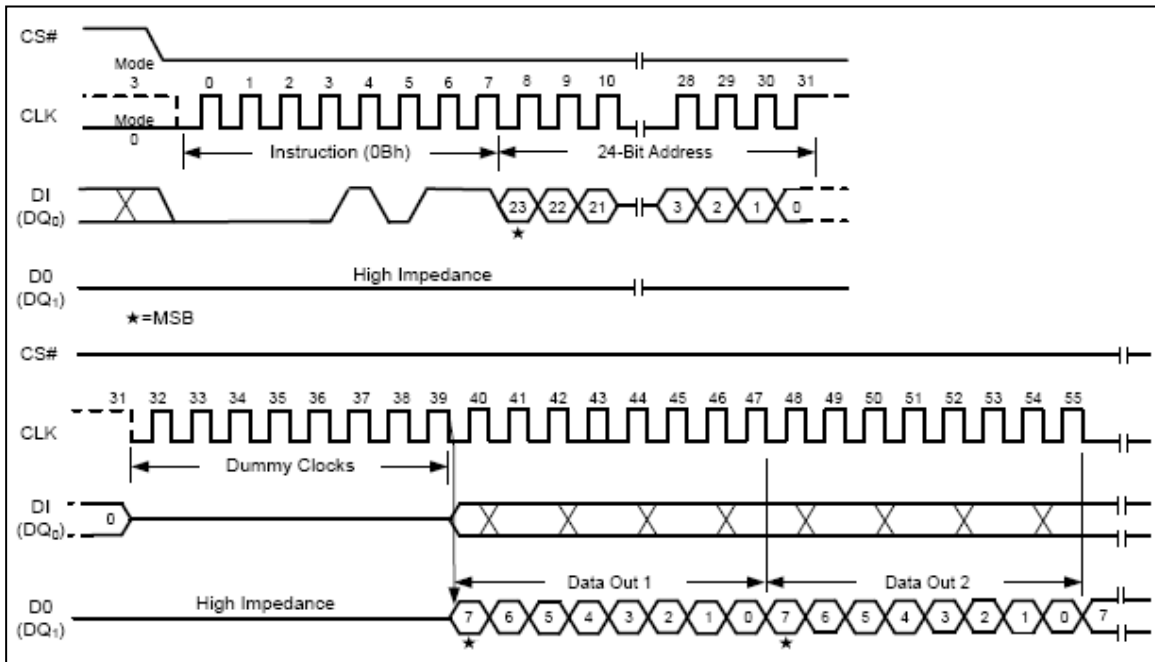 CS#
Mode
3 0 1 2 3 4 5 6 7 8 9 10 28 29 30 31
CLK
Mode
0
Instruction (0Bh) 24-Bit Address
DI
(DQ0) 23 22 21 3 2 1 0
★
D0
(DQ1) High Impedance
★=MSB
CS#
31 32 33 34 35 36 37 38 39 40 41 42 43 44 45 46 47 48 49 50 51 52 53 54 55
CLK
Dummy Clocks
DI
(DQ0) 0
Data Out 1 Data Out 2
D0
(DQ1) High Impedance 7 6 5 4 3 2 1 0 7 6 5 4 3 2 1 0 7
★ ★